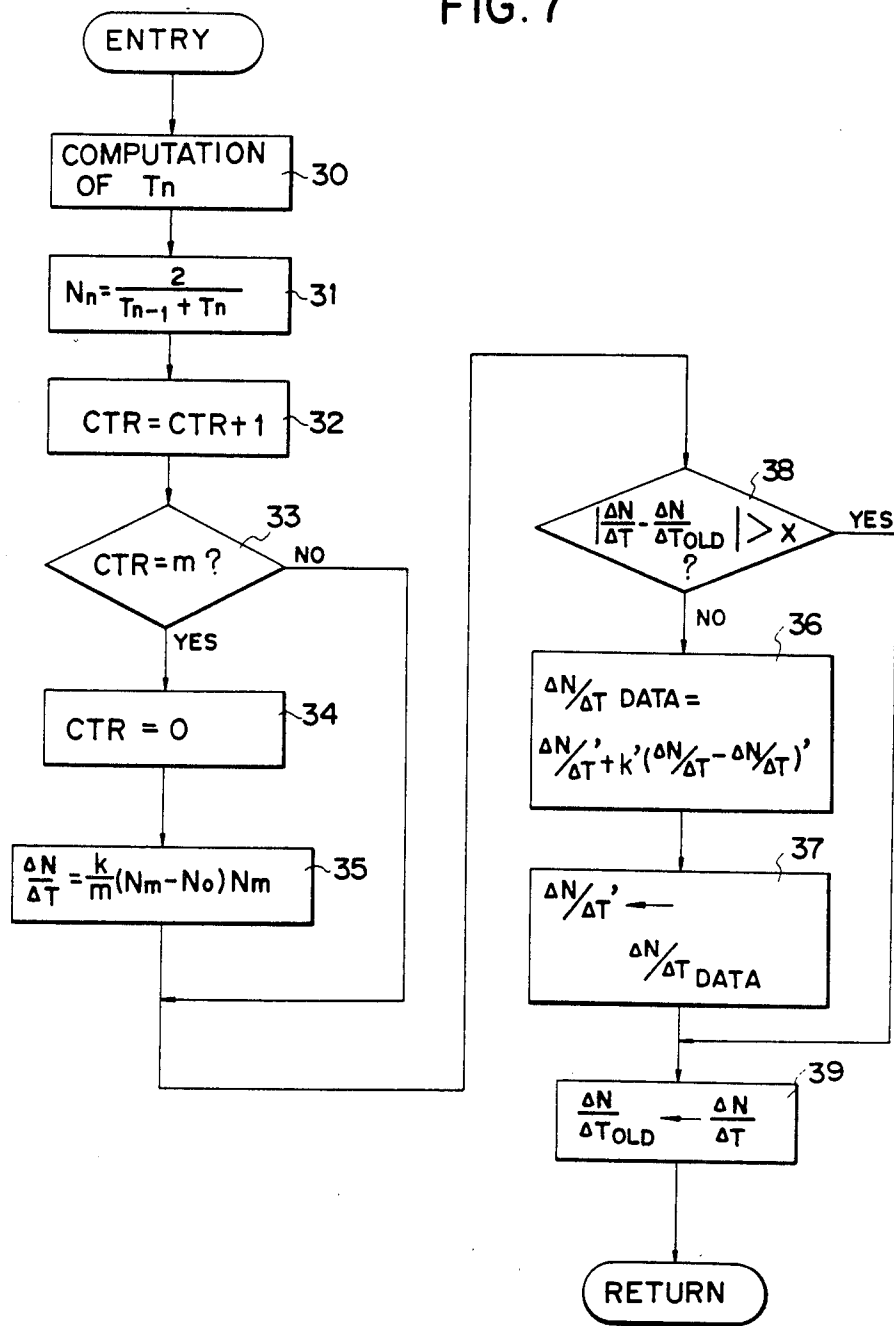 FIG. 7
ENTRY
COMPUTATION
OF Tn
30
Nn = 2 / (Tn-1 + Tn)
31
CTR = CTR + 1
32
33
CTR = m ?
NO
YES
CTR = 0
34
ΔN/ΔT = k/m (Nm - No) Nm
35
38
|ΔN/ΔT - ΔN/ΔTOLD| > X
?
YES
NO
36
ΔN/ΔT DATA =
ΔN/ΔT' + k' (ΔN/ΔT - ΔN/ΔT)'
37
ΔN/ΔT' ←
ΔN/ΔT DATA
39
ΔN/ΔTOLD ← ΔN/ΔT
RETURN